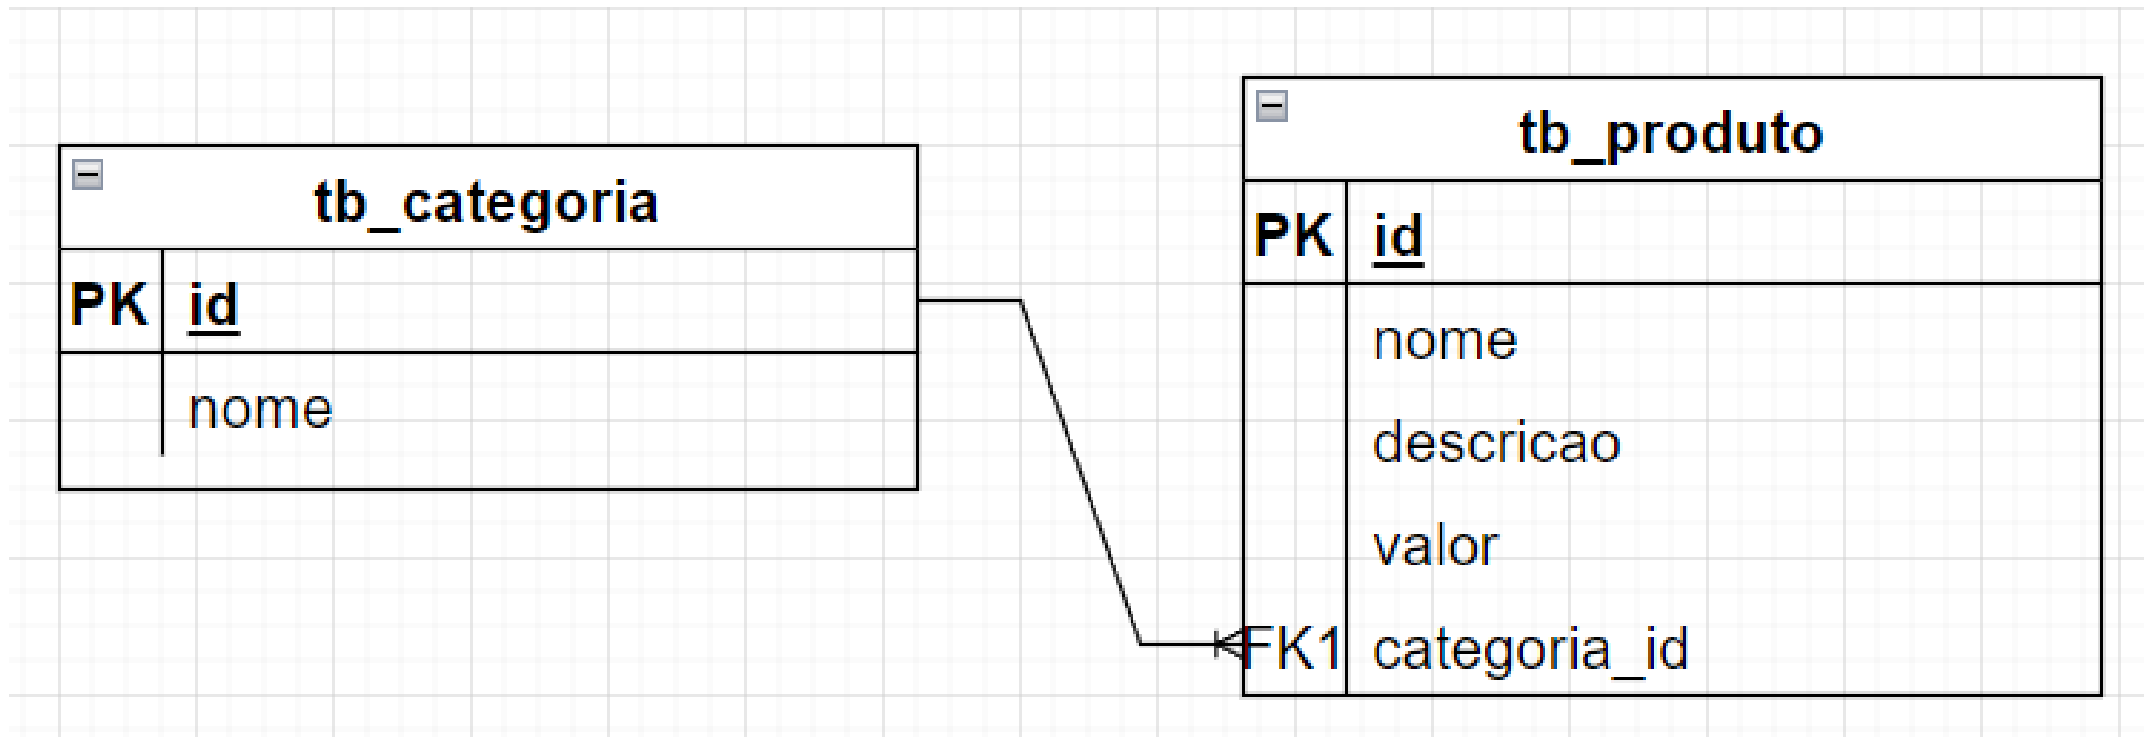 tb_categoria
PK id
nome
tb_produto
PK id
nome
descricao
valor
FK1 categoria_id